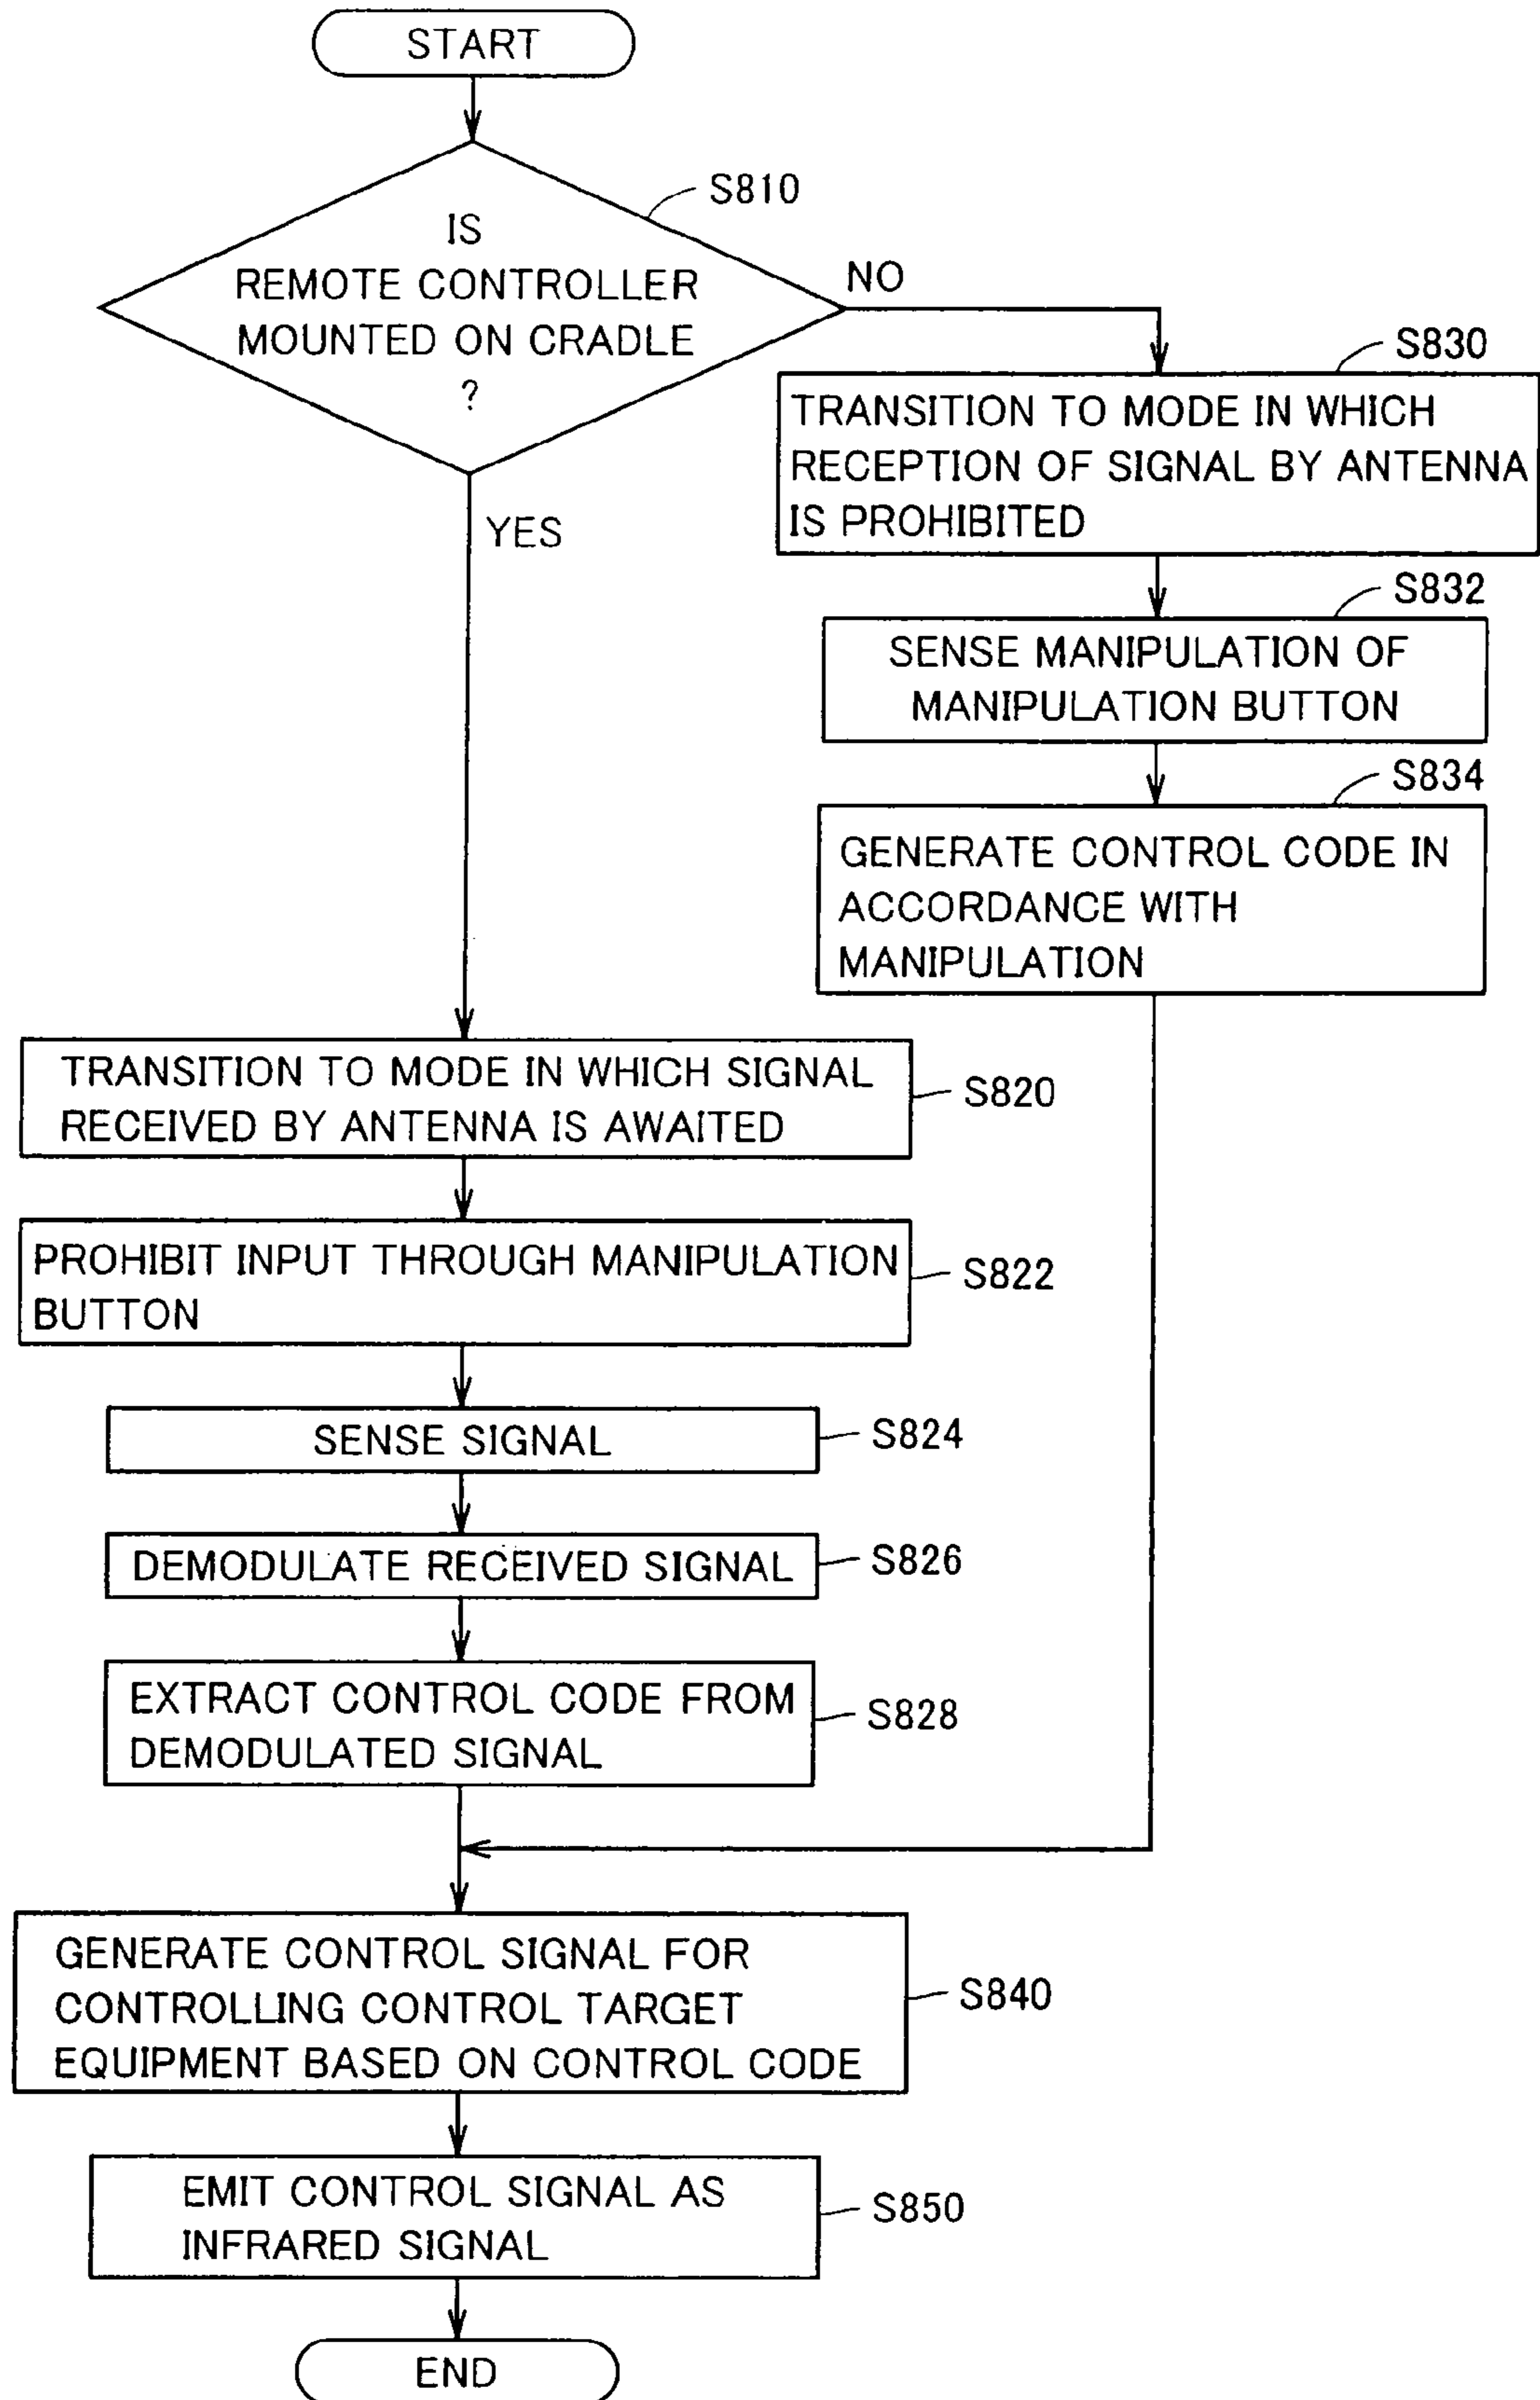 START
S810
IS
REMOTE CONTROLLER
MOUNTED ON CRADLE
?
NO
YES
S830
TRANSITION TO MODE IN WHICH
RECEPTION OF SIGNAL BY ANTENNA
IS PROHIBITED
S832
SENSE MANIPULATION OF
MANIPULATION BUTTON
S834
GENERATE CONTROL CODE IN
ACCORDANCE WITH
MANIPULATION
TRANSITION TO MODE IN WHICH SIGNAL
RECEIVED BY ANTENNA IS AWAITED
S820
PROHIBIT INPUT THROUGH MANIPULATION
BUTTON
S822
SENSE SIGNAL
S824
DEMODULATE RECEIVED SIGNAL
S826
EXTRACT CONTROL CODE FROM
DEMODULATED SIGNAL
S828
GENERATE CONTROL SIGNAL FOR
CONTROLLING CONTROL TARGET
EQUIPMENT BASED ON CONTROL CODE
S840
EMIT CONTROL SIGNAL AS
INFRARED SIGNAL
S850
END